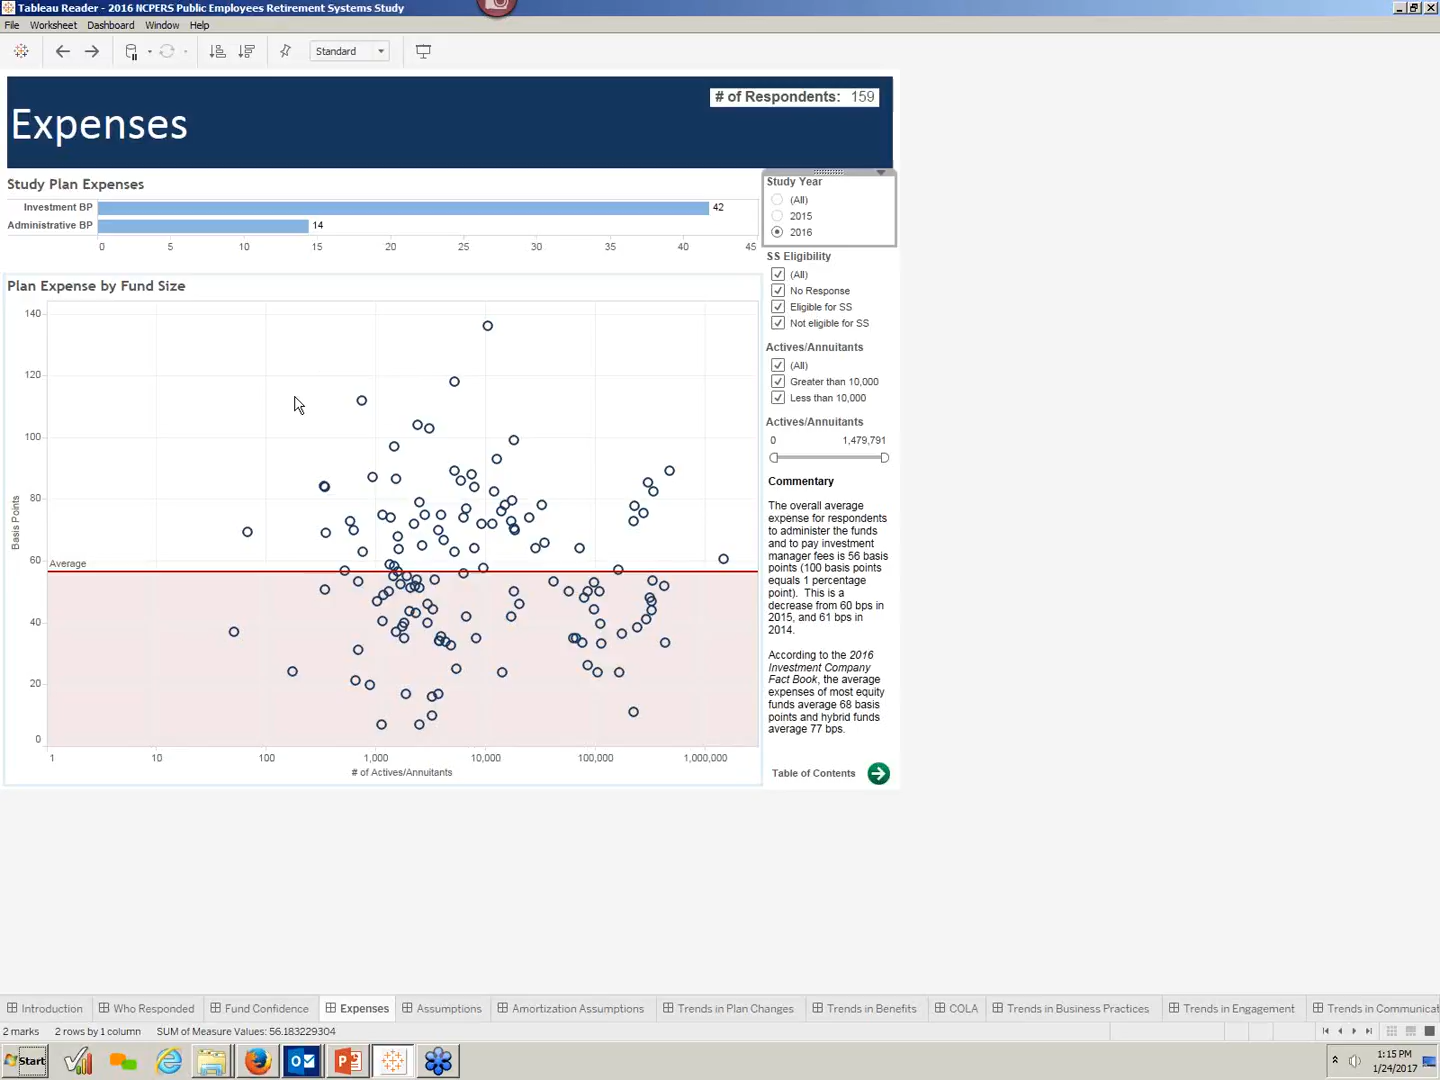 Tableau Reader - 2016 NCPERS Public Employees Retirement Systems Study
File Worksheet Dashboard Window Help
Standard
# of Respondents: 159
Expenses
Study Plan Expenses
Investment BP 42
Administrative BP 14
0 5 10 15 20 25 30 35 40 45
Study Year
(All)
2015
2016
SS Eligibility
(All)
No Response
Eligible for SS
Not eligible for SS
Actives/Annuitants
(All)
Greater than 10,000
Less than 10,000
Actives/Annuitants
0 1,479,791
Plan Expense by Fund Size
140
120
100
80
60
40
20
0
Basis Points
Average
1 10 100 1,000 10,000 100,000 1,000,000
# of Actives/Annuitants
Commentary
The overall average
expense for respondents
to administer the funds
and to pay investment
manager fees is 56 basis
points (100 basis points
equals 1 percentage
point). This is a
decrease from 60 bps in
2015, and 61 bps in
2014.
According to the 2016
Investment Company
Fact Book, the average
expenses of most equity
funds average 68 basis
points and hybrid funds
average 77 bps.
Table of Contents
Introduction Who Responded Fund Confidence Expenses Assumptions Amortization Assumptions Trends in Plan Changes Trends in Benefits COLA Trends in Business Practices Trends in Engagement Trends in Communicat
2 marks 2 rows by 1 column SUM of Measure Values: 56.183229304
Start
1:15 PM
1/24/2017